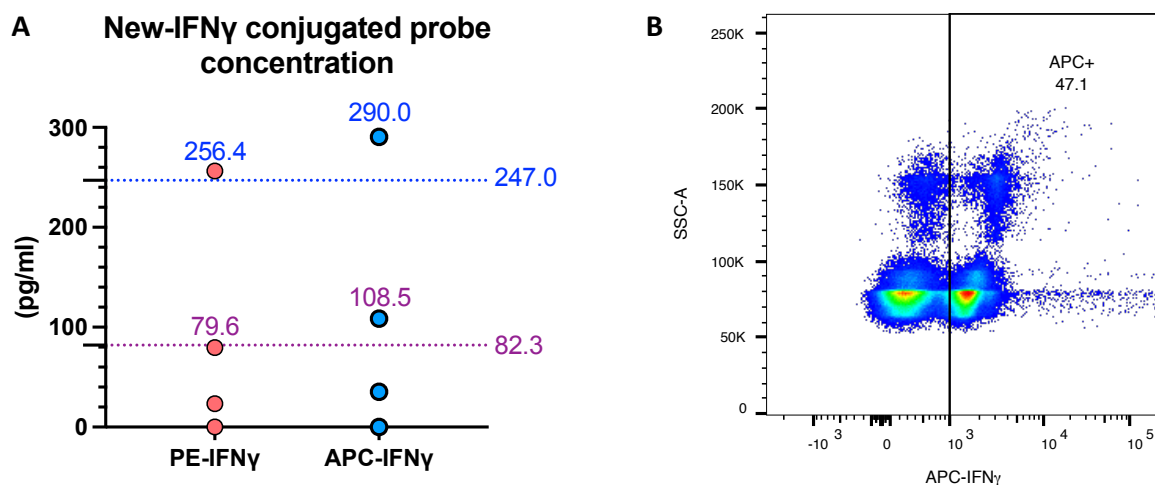 A
New-IFNγ conjugated probe
concentration
(pg/ml)
300
200
100
0
256.4
290.0
247.0
79.6
108.5
82.3
PE-IFNγ
APC-IFNγ
B
SSC-A
250K
200K
150K
100K
50K
0
APC+
47.1
-10 3
0
10 3
10 4
10 5
APC-IFNγ